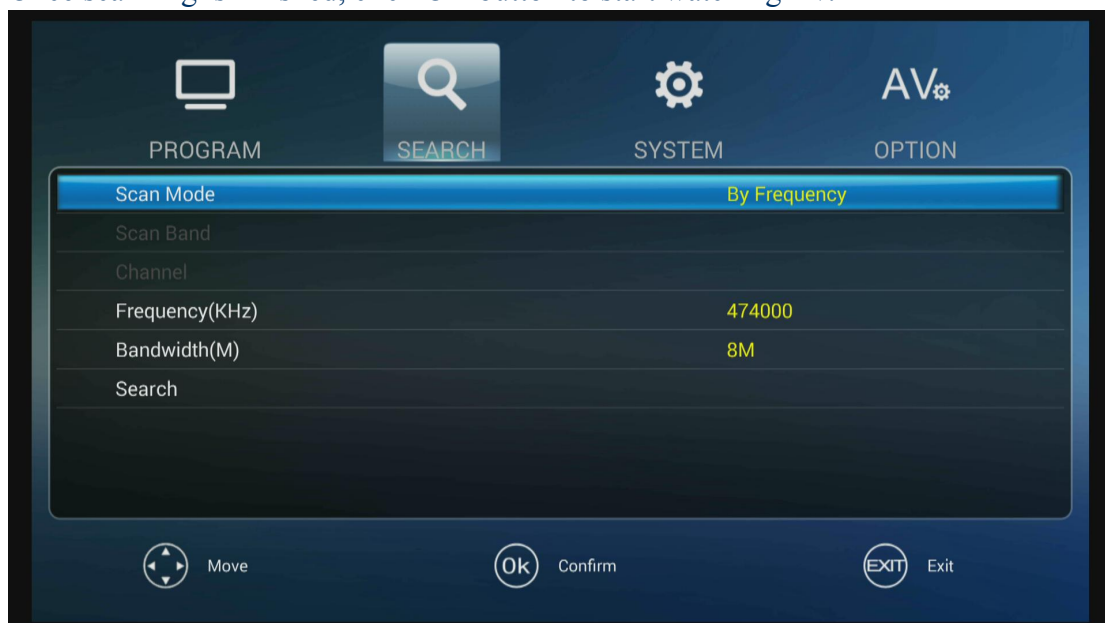 PROGRAM SEARCH SYSTEM AV OPTION
Scan Mode By Frequency
Scan Band
Channel
Frequency(KHz) 474000
Bandwidth(M) 8M
Search
Move Ok Confirm EXIT Exit